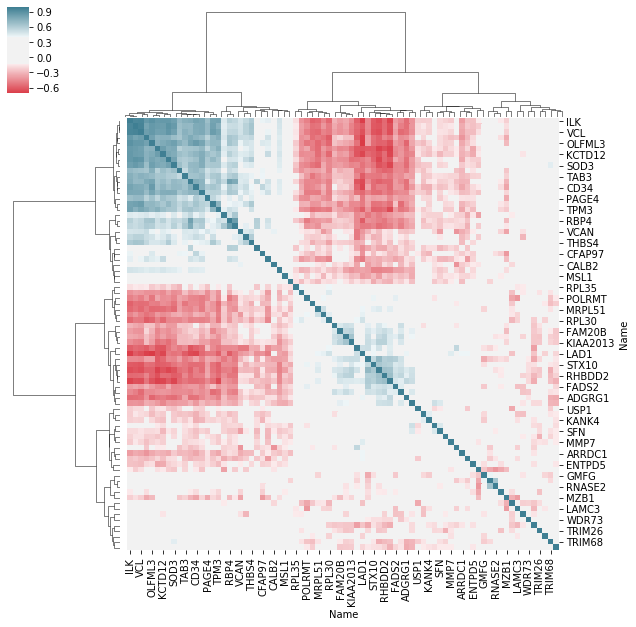 0.9
0.6
0.3
0.0
−0.3
−0.6
ILK
VCL
OLFML3
KCTD12
SOD3
TAB3
CD34
PAGE4
TPM3
RBP4
VCAN
THBS4
CFAP97
CALB2
MSL1
RPL35
POLRMT
MRPL51
RPL30
FAM20B
KIAA2013
LAD1
STX10
RHBDD2
FADS2
ADGRG1
USP1
KANK4
SFN
MMP7
ARRDC1
ENTPD5
GMFG
RNASE2
MZB1
LAMC3
WDR73
TRIM26
TRIM68
Name
ILK
VCL
OLFML3
KCTD12
SOD3
TAB3
CD34
PAGE4
TPM3
RBP4
VCAN
THBS4
CFAP97
CALB2
MSL1
RPL35
POLRMT
MRPL51
RPL30
FAM20B
KIAA2013
LAD1
STX10
RHBDD2
FADS2
ADGRG1
USP1
KANK4
SFN
MMP7
ARRDC1
ENTPD5
GMFG
RNASE2
MZB1
LAMC3
WDR73
TRIM26
TRIM68
Name